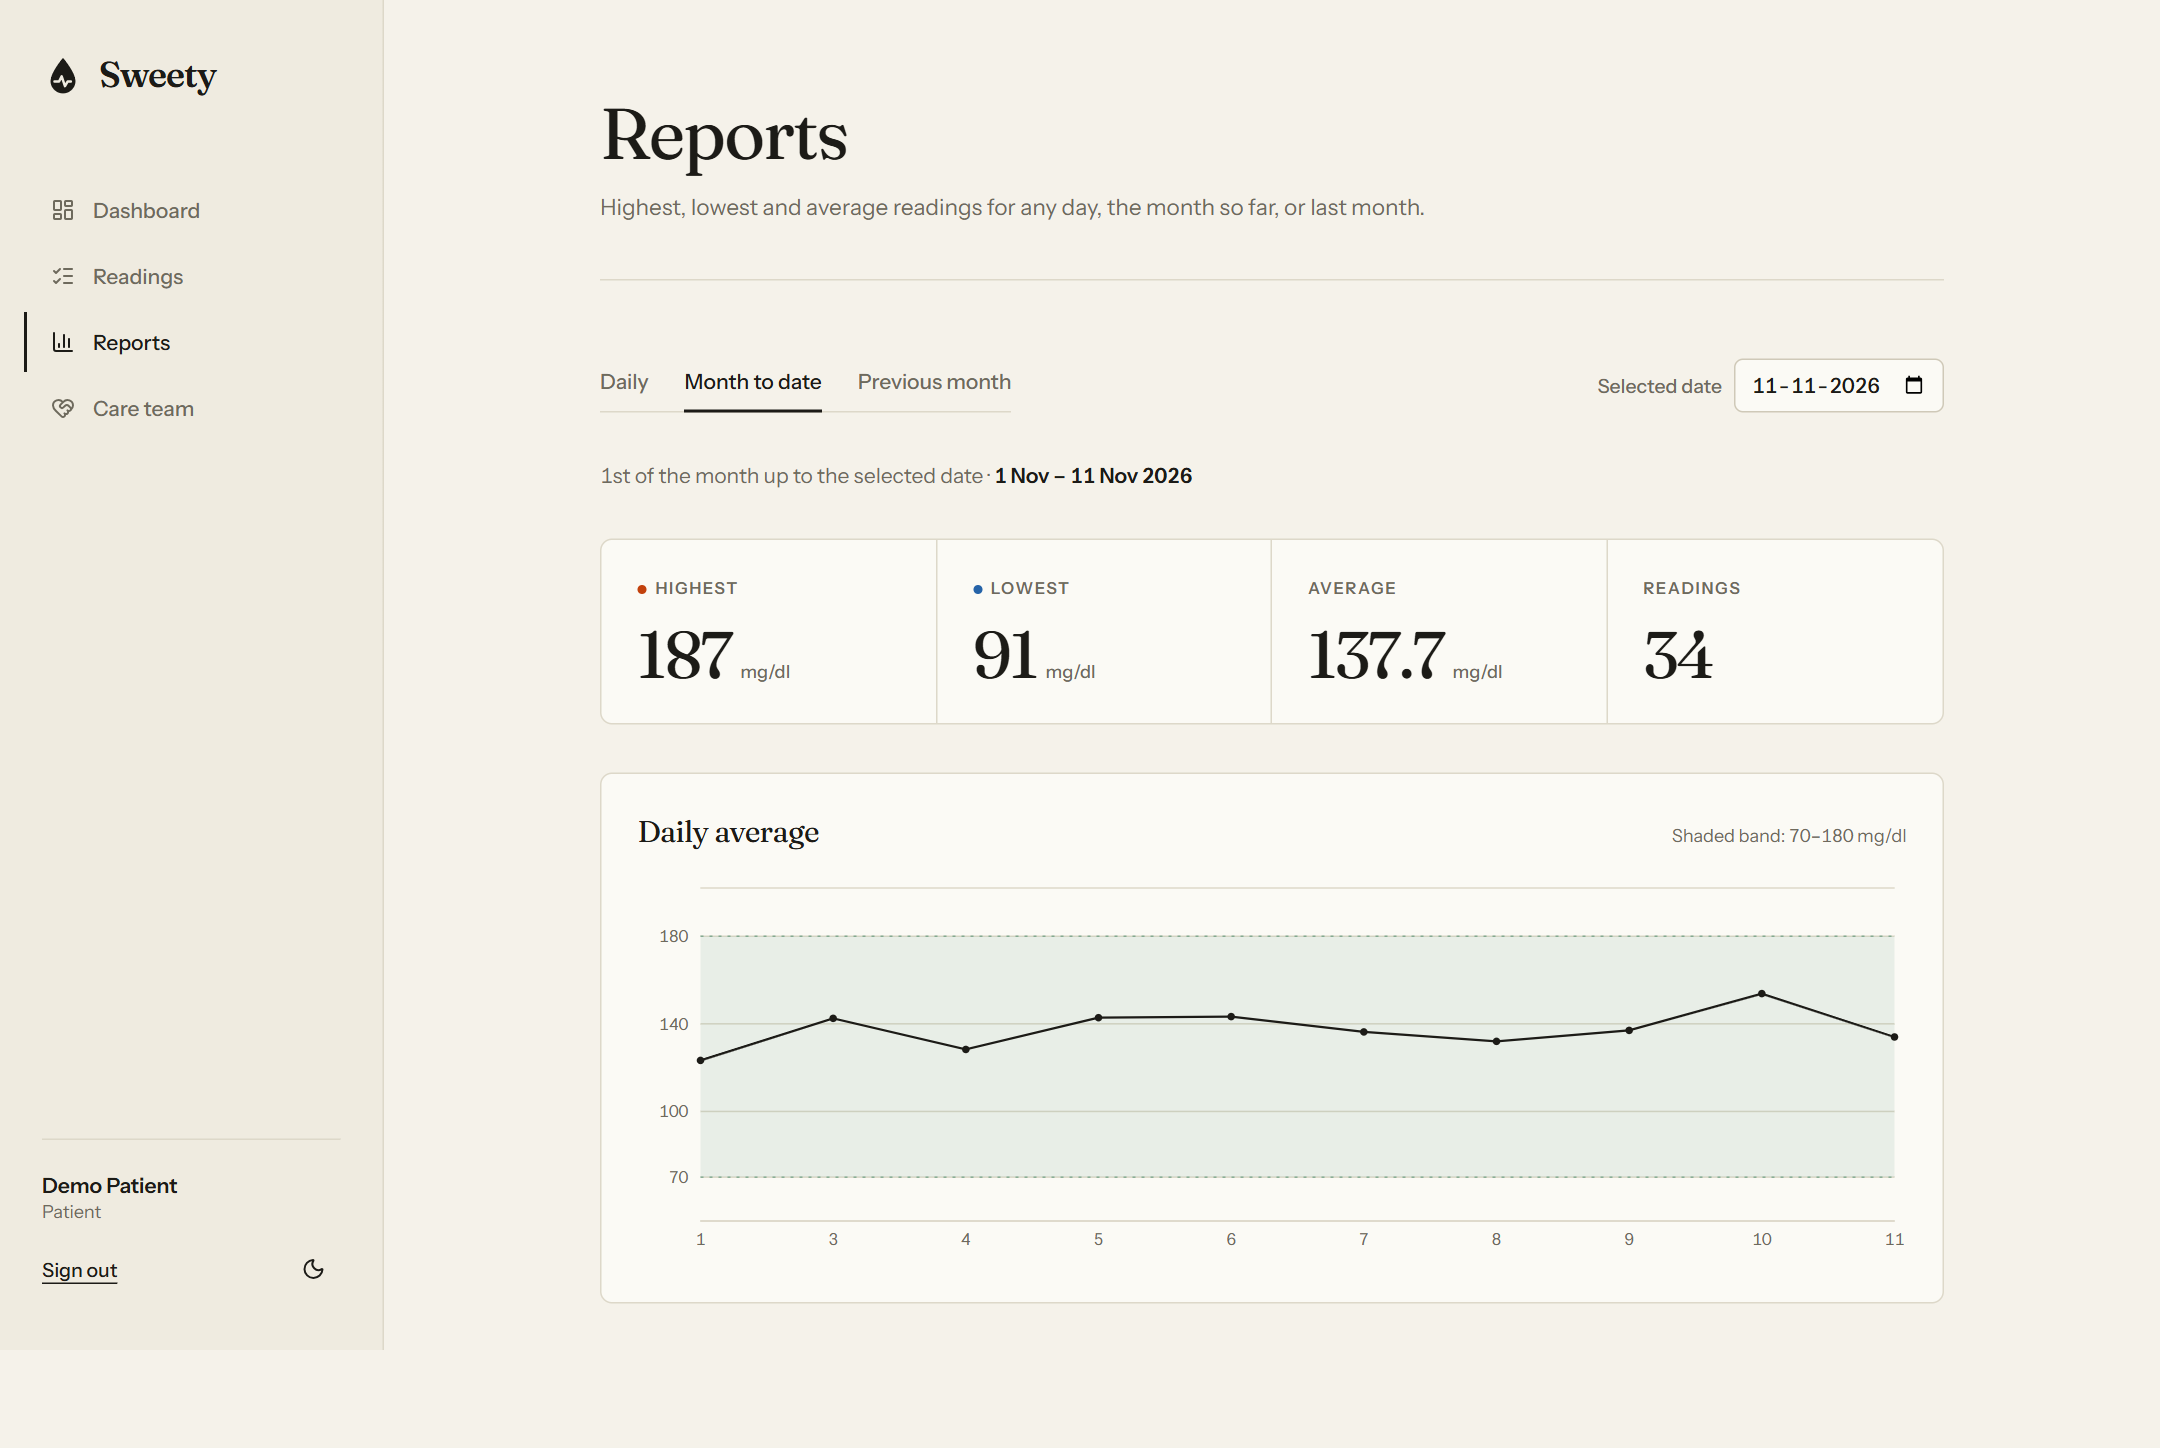 Sweety
Dashboard
Readings
Reports
Care team
Demo Patient
Patient
Sign out
Reports
Highest, lowest and average readings for any day, the month so far, or last month.
Daily Month to date Previous month
Selected date 11-11-2026
1st of the month up to the selected date · 1 Nov – 11 Nov 2026
HIGHEST
187 mg/dl
LOWEST
91 mg/dl
AVERAGE
137.7 mg/dl
READINGS
34
Daily average
Shaded band: 70–180 mg/dl
180
140
100
70
1 3 4 5 6 7 8 9 10 11